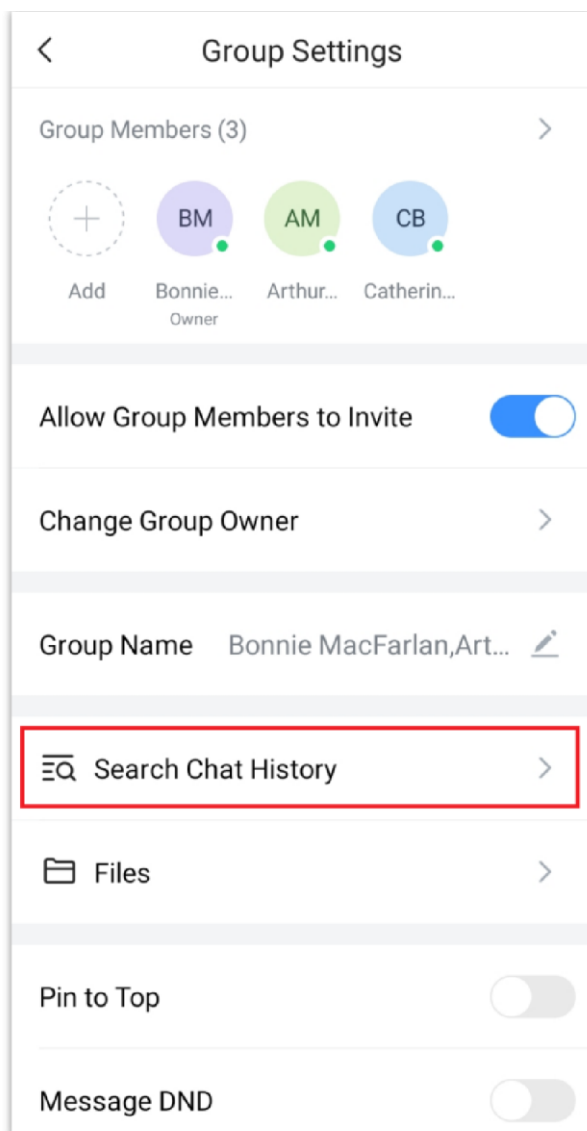 Group Settings
Group Members (3)
BM AM CB
Add Bonnie... Arthur... Catherin...
Owner
Allow Group Members to Invite
Change Group Owner
Group Name Bonnie MacFarlan,Art...
Search Chat History
Files
Pin to Top
Message DND